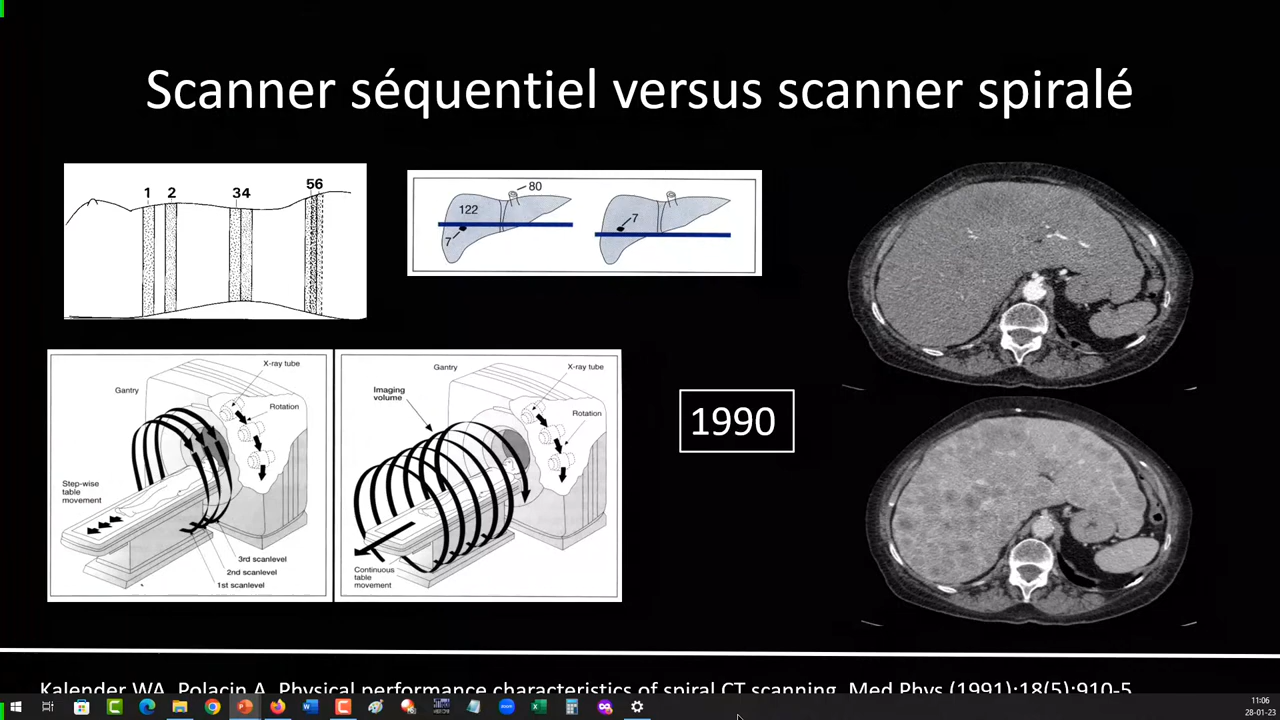 Scanner séquentiel versus scanner spiralé
1 2 34 56
80
122
7
7
Gantry
X-ray tube
Rotation
Step-wise
table
movement
3rd scanlevel
2nd scanlevel
1st scanlevel
Gantry
X-ray tube
Imaging
volume
Rotation
Continuous
table
movement
1990
Kalender WA, Polacin A. Physical performance characteristics of spiral CT scanning. Med Phys (1991);18(5):910-5
11:06
28-01-23